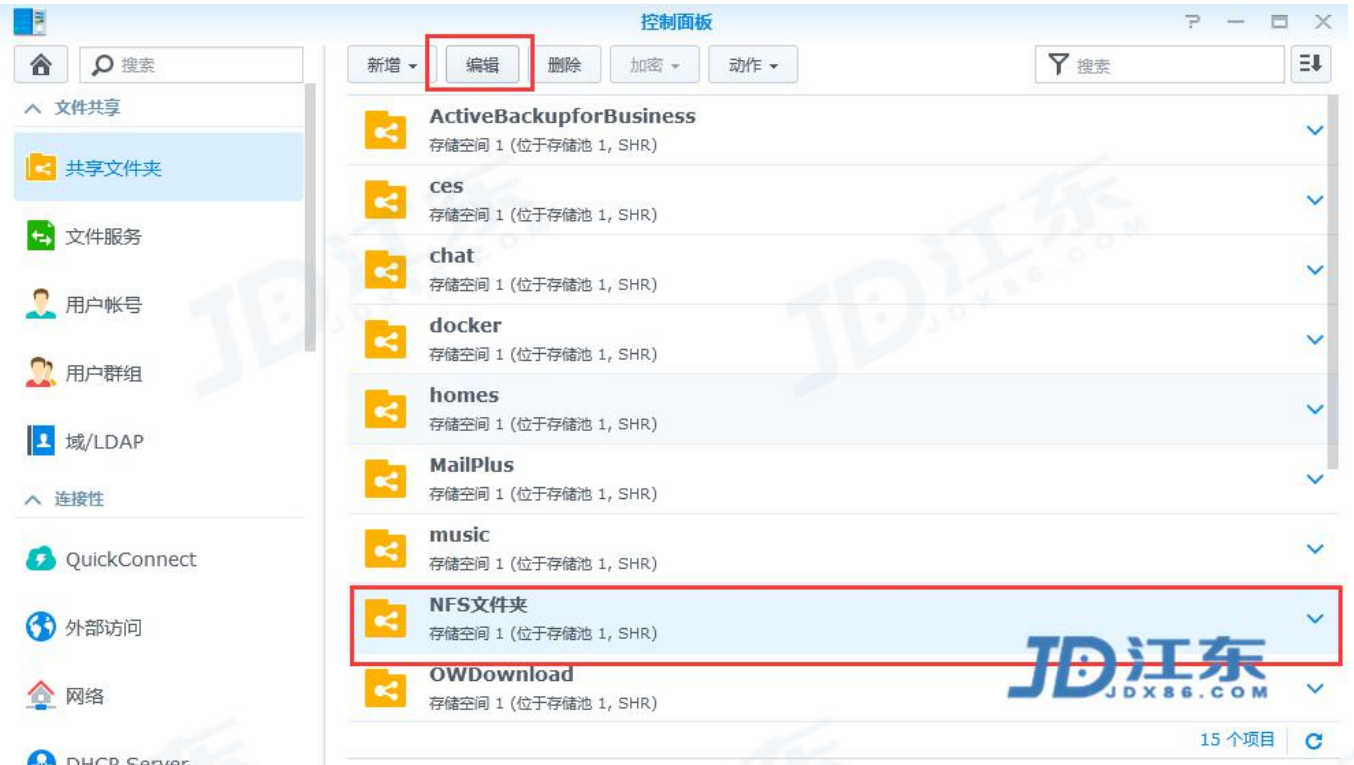 控制面板
搜索
新增 编辑 删除 加密 动作
搜索
文件共享
共享文件夹
文件服务
用户帐号
用户群组
域/LDAP
连接性
QuickConnect
外部访问
网络
DHCP Server
ActiveBackupforBusiness
存储空间 1 (位于存储池 1, SHR)
ces
存储空间 1 (位于存储池 1, SHR)
chat
存储空间 1 (位于存储池 1, SHR)
docker
存储空间 1 (位于存储池 1, SHR)
homes
存储空间 1 (位于存储池 1, SHR)
MailPlus
存储空间 1 (位于存储池 1, SHR)
music
存储空间 1 (位于存储池 1, SHR)
NFS文件夹
存储空间 1 (位于存储池 1, SHR)
OWDownload
存储空间 1 (位于存储池 1, SHR)
JD江东
JDX86.COM
15 个项目